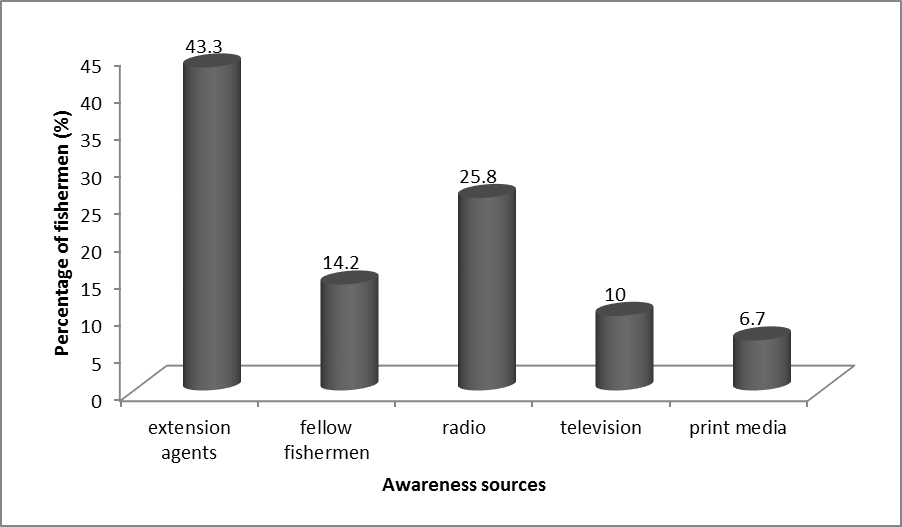 43.3
45
40
35
30
25
20
15
10
5
0
Percentage of fishermen (%)
14.2
25.8
10
6.7
extension
agents
fellow
fishermen
radio
television
print media
Awareness sources